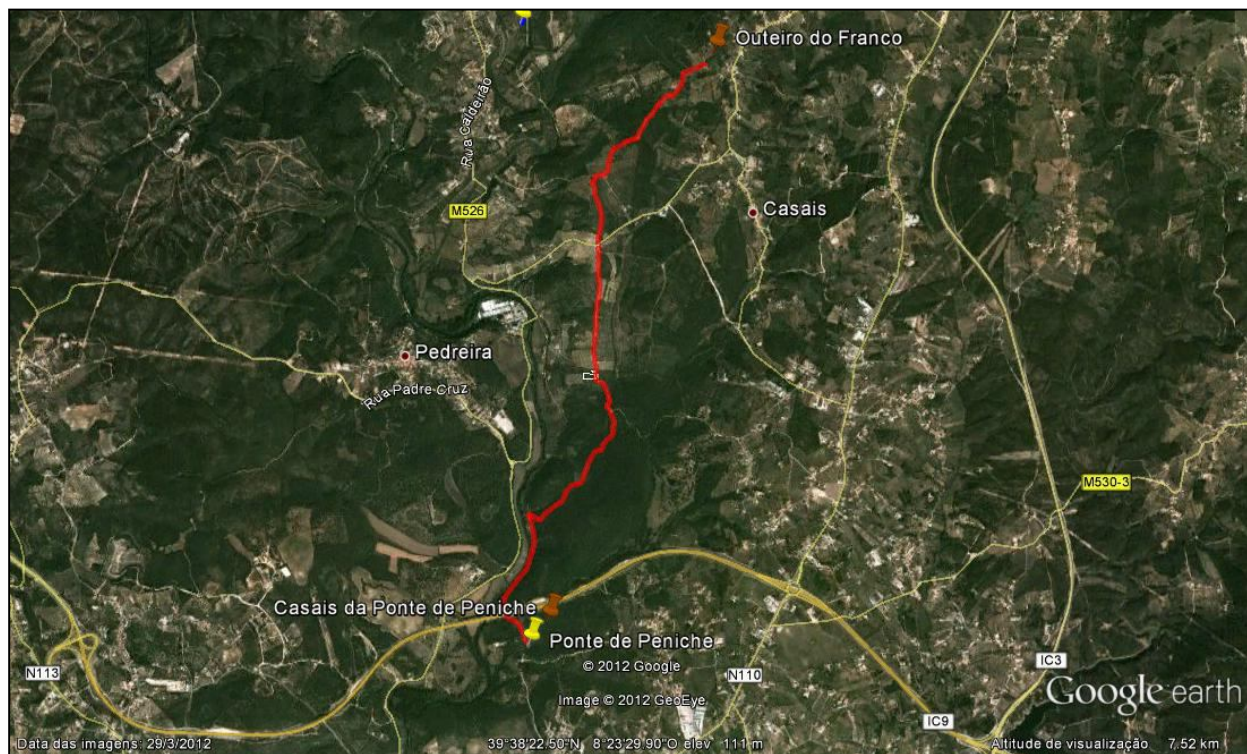 Outeiro do Franco
Rua Caldeirão
M526
Casais
Pedreira
Rua Padre Cruz
M530-3
Casais da Ponte de Peniche
Ponte de Peniche
© 2012 Google
N113
N110
IC3
Image © 2012 GeoEye
Google earth
IC9
Data das imagens: 29/3/2012
39°38'22.50"N 8°23'29.90"O elev 111 m
Altitude de visualização 7.52 km